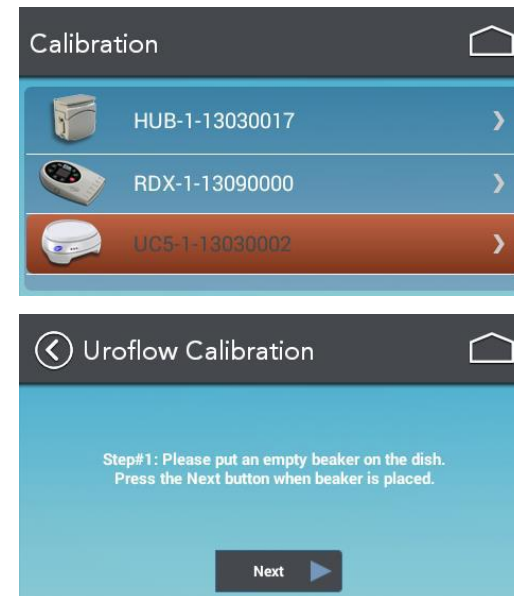 Calibration
HUB-1-13030017
RDX-1-13090000
UC5-1-13030002
Uroflow Calibration
Step#1: Please put an empty beaker on the dish.
Press the Next button when beaker is placed.
Next